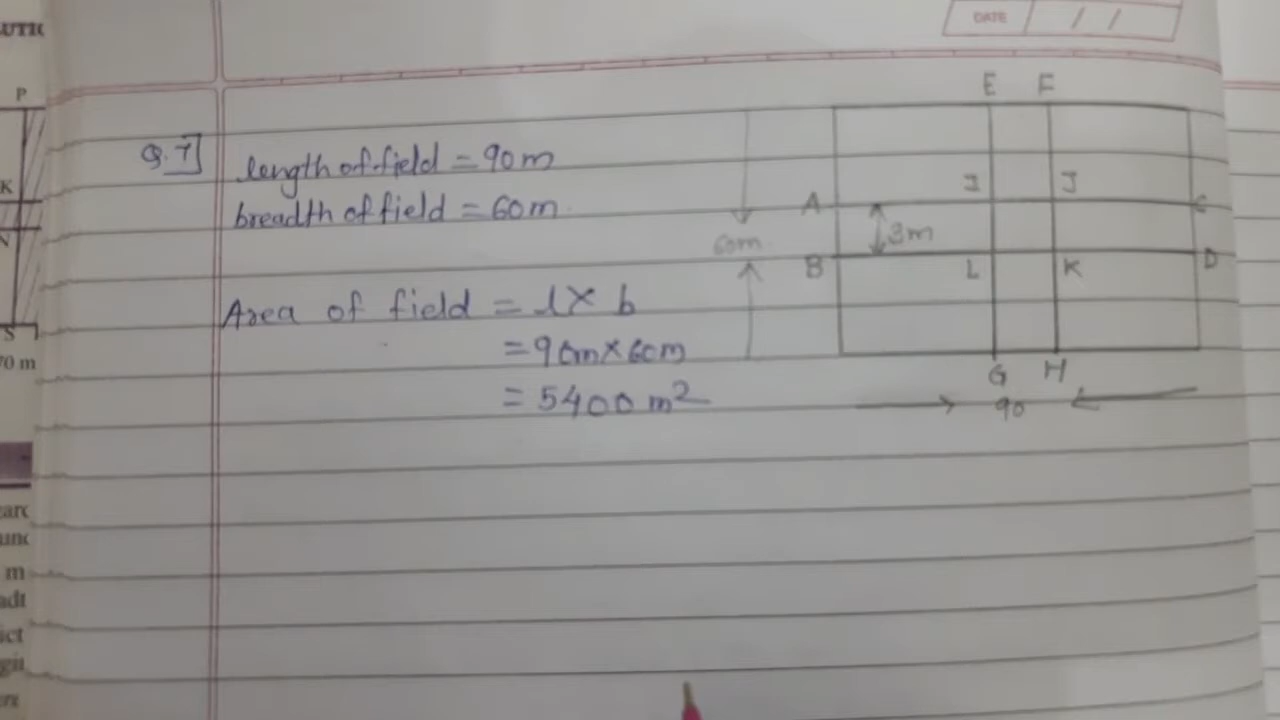 DATE / /
P
K
N
S
70 m
m
Q.7]
length of field = 90m
breadth of field = 60m.
Area of field = l × b
= 90m×60m
= 5400 m²
E F
A I J C
3m
60m
B L K D
G H
90